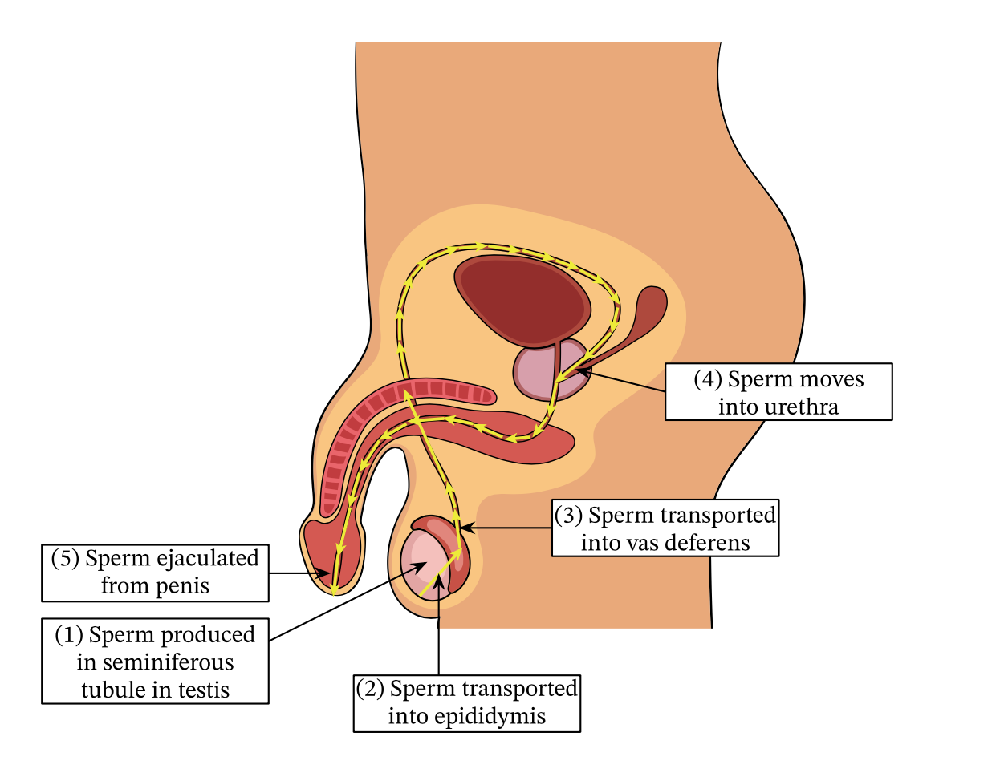 (4) Sperm moves
into urethra
(3) Sperm transported
into vas deferens
(5) Sperm ejaculated
from penis
(1) Sperm produced
in seminiferous
tubule in testis
(2) Sperm transported
into epididymis